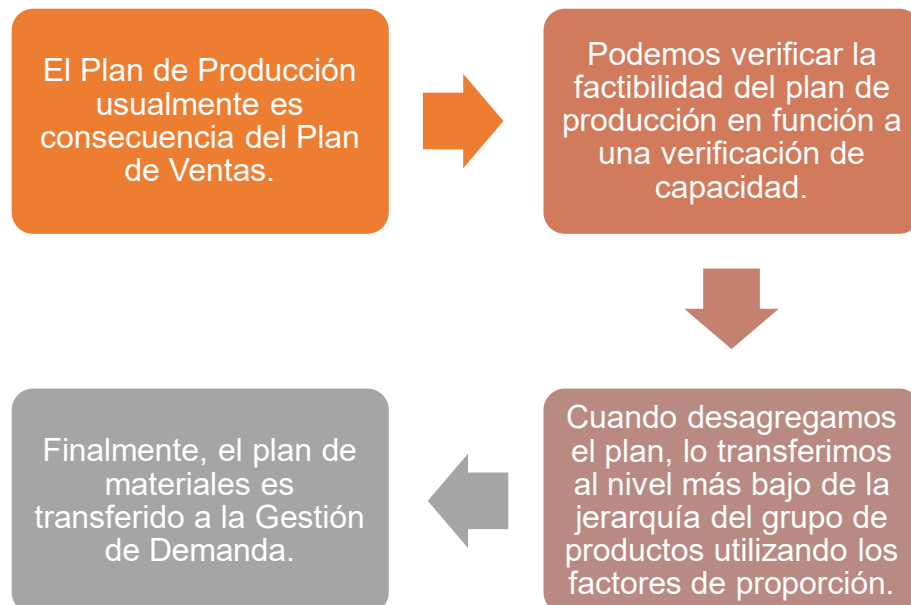 El Plan de Producción
usualmente es
consecuencia del Plan
de Ventas.
Podemos verificar la
factibilidad del plan de
producción en función a
una verificación de
capacidad.
Cuando desagregamos
el plan, lo transferimos
al nivel más bajo de la
jerarquía del grupo de
productos utilizando los
factores de proporción.
Finalmente, el plan de
materiales es
transferido a la Gestión
de Demanda.